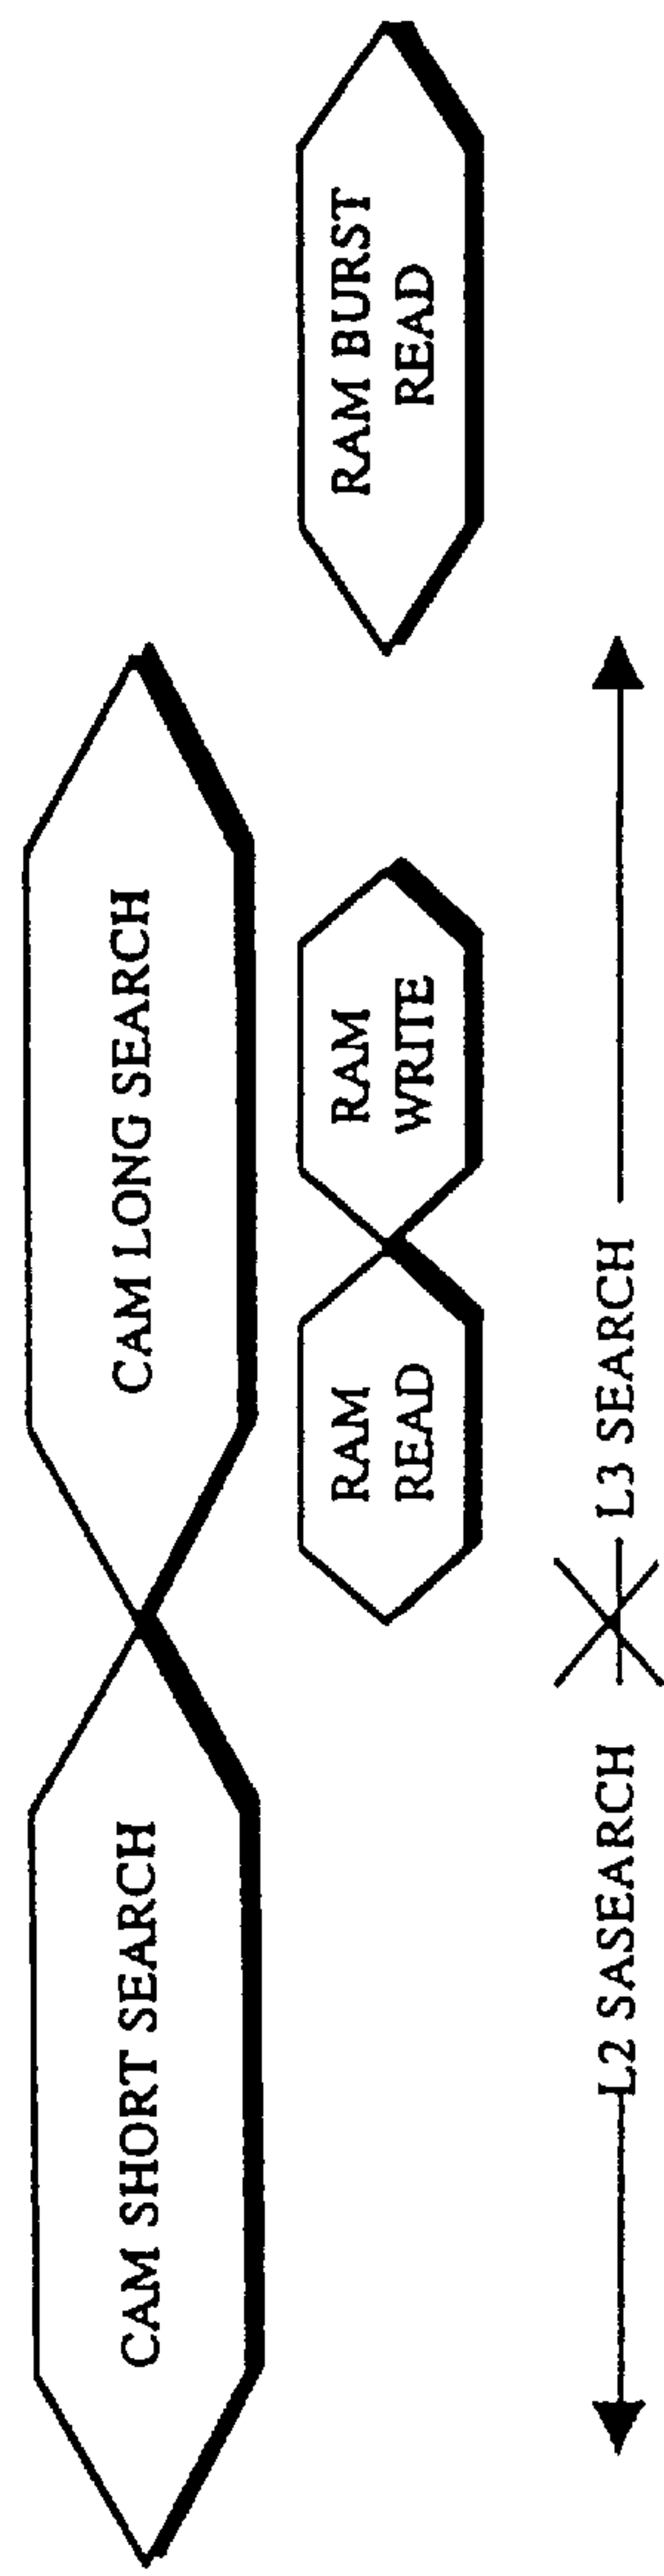 CAM SHORT SEARCH
CAM LONG SEARCH
RAM
READ
RAM
WRITE
RAM BURST
READ
L2 SASEARCH
L3 SEARCH